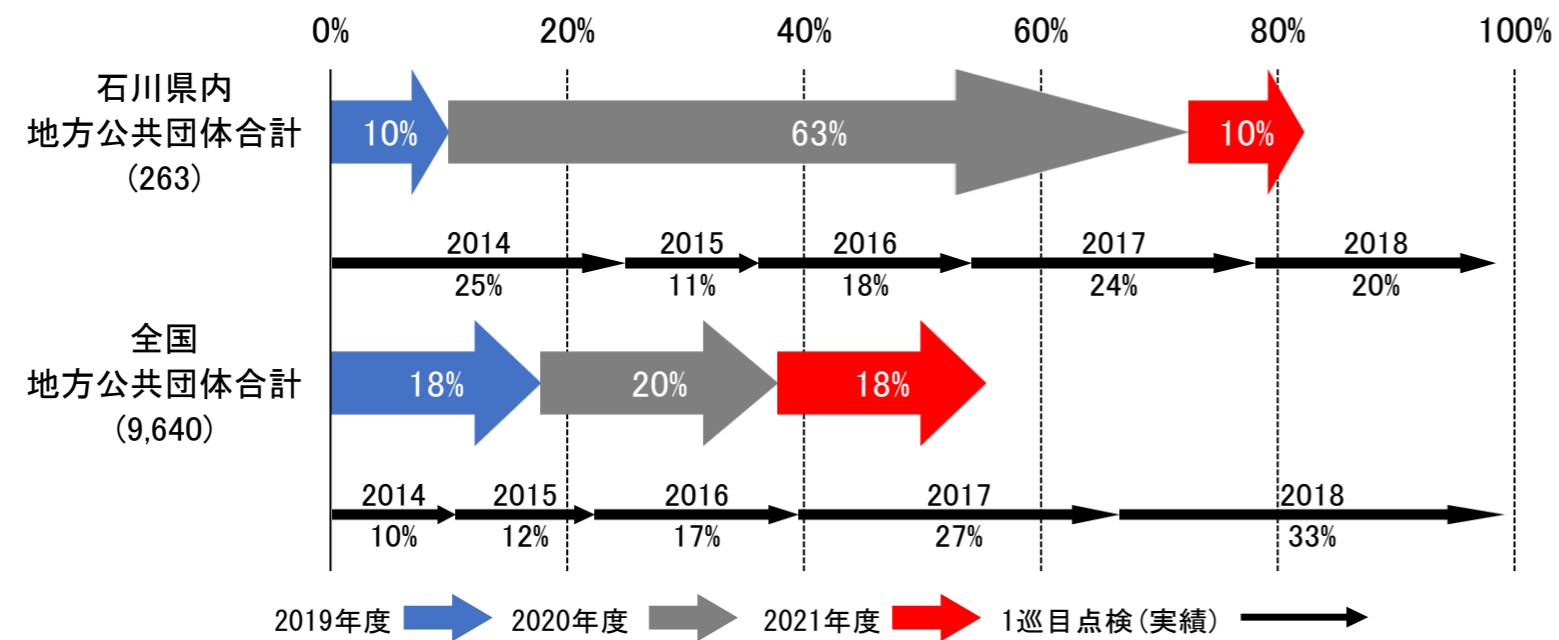 0% 20% 40% 60% 80% 100%
石川県内
地方公共団体合計
(263)
10% 63% 10%
2014 2015 2016 2017 2018
25% 11% 18% 24% 20%
全国
地方公共団体合計
(9,640)
18% 20% 18%
2014 2015 2016 2017 2018
10% 12% 17% 27% 33%
2019年度 2020年度 2021年度 1巡目点検(実績)